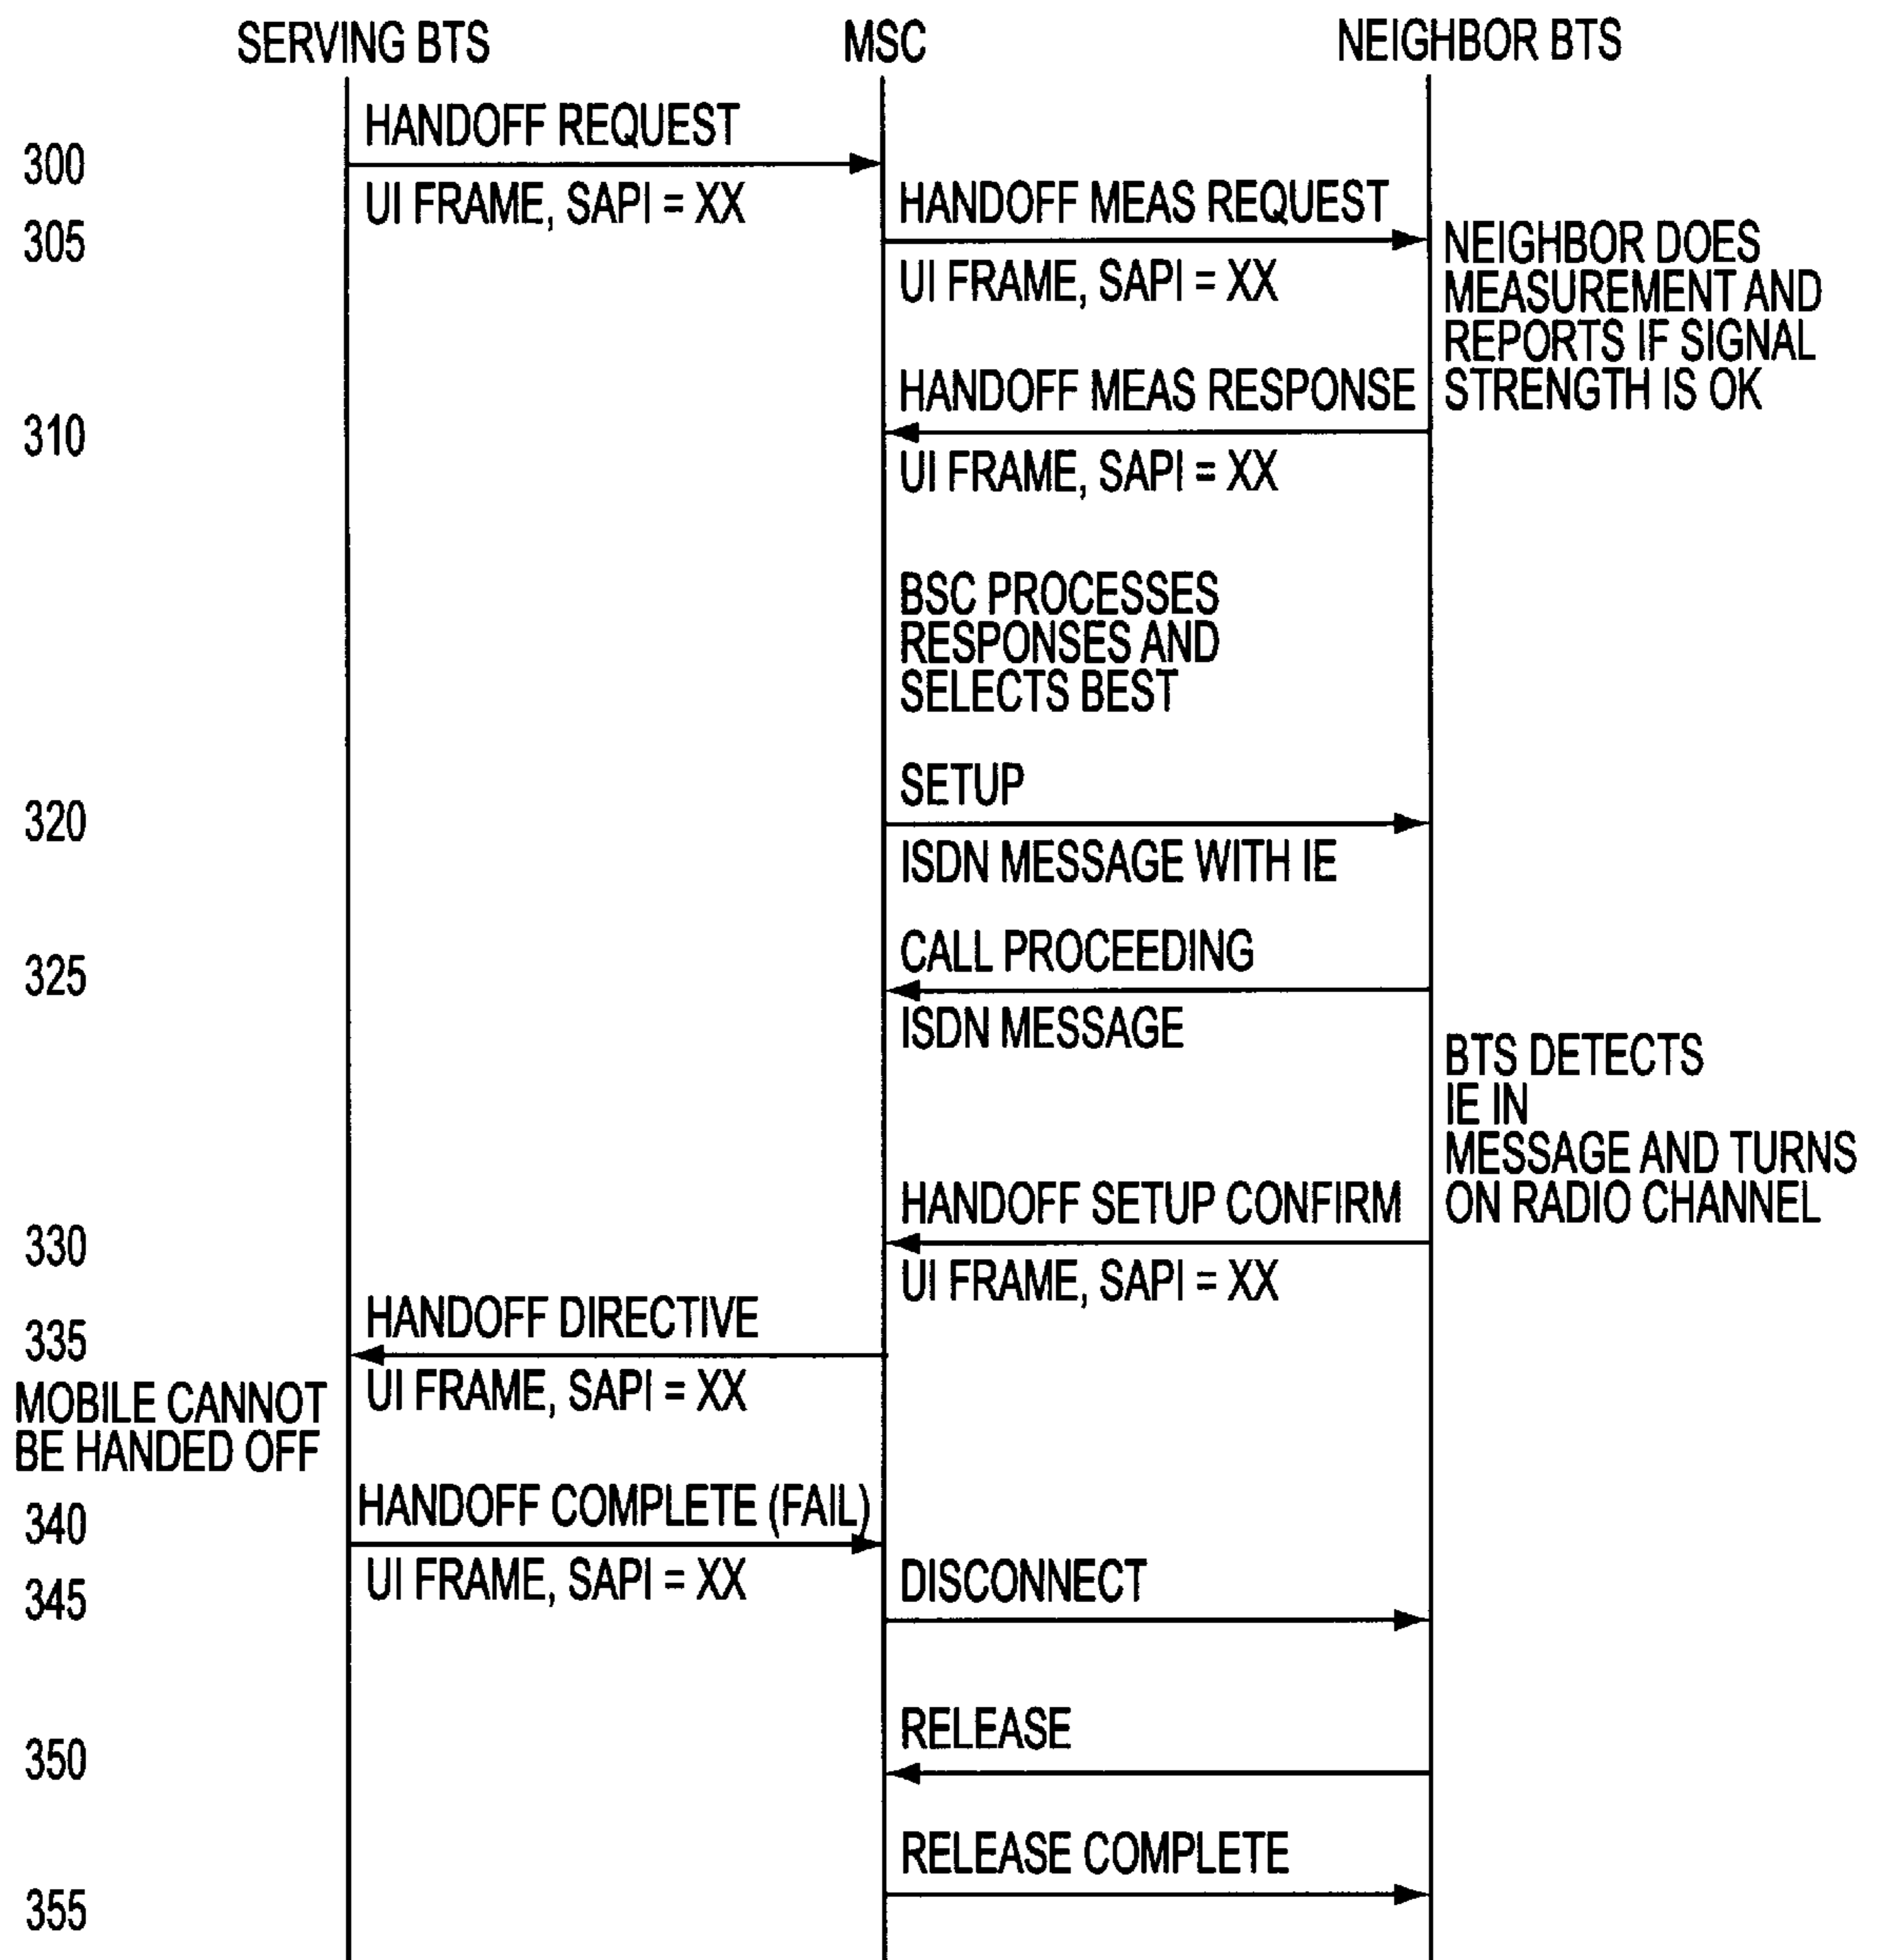 SERVING BTS MSC NEIGHBOR BTS
HANDOFF REQUEST
300
UI FRAME, SAPI = XX
HANDOFF MEAS REQUEST
305
UI FRAME, SAPI = XX
NEIGHBOR DOES
MEASUREMENT AND
REPORTS IF SIGNAL
STRENGTH IS OK
HANDOFF MEAS RESPONSE
310
UI FRAME, SAPI = XX
BSC PROCESSES
RESPONSES AND
SELECTS BEST
SETUP
320
ISDN MESSAGE WITH IE
CALL PROCEEDING
325
ISDN MESSAGE
BTS DETECTS
IE IN
MESSAGE AND TURNS
ON RADIO CHANNEL
HANDOFF SETUP CONFIRM
330
UI FRAME, SAPI = XX
HANDOFF DIRECTIVE
335
UI FRAME, SAPI = XX
MOBILE CANNOT
BE HANDED OFF
HANDOFF COMPLETE (FAIL)
340
UI FRAME, SAPI = XX
DISCONNECT
345
RELEASE
350
RELEASE COMPLETE
355